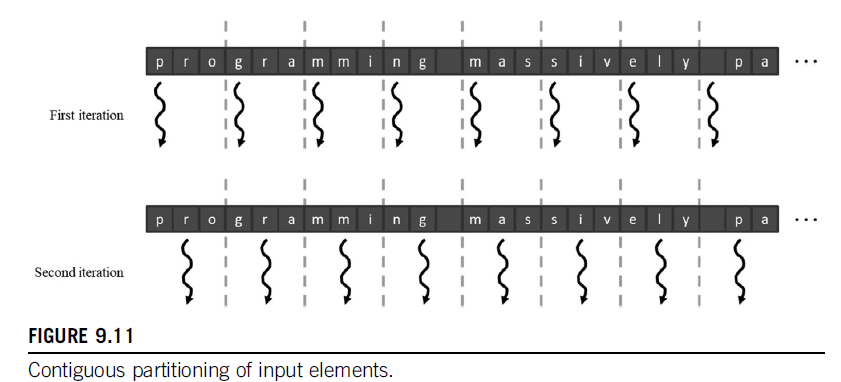 p r o g r a m m i n g m a s s i v e l y p a ...
First iteration
p r o g r a m m i n g m a s s i v e l y p a ...
Second iteration
FIGURE 9.11
Contiguous partitioning of input elements.